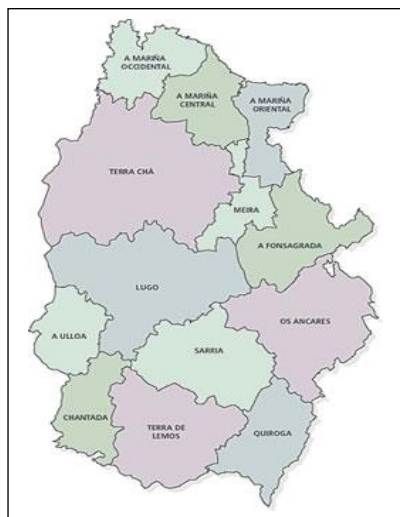 A MARIÑA
OCCIDENTAL
A MARIÑA
CENTRAL
A MARIÑA
ORIENTAL
TERRA CHÁ
MEIRA
A FONSAGRADA
LUGO
OS ANCARES
A ULLOA
SARRIA
CHANTADA
TERRA DE
LEMOS
QUIROGA